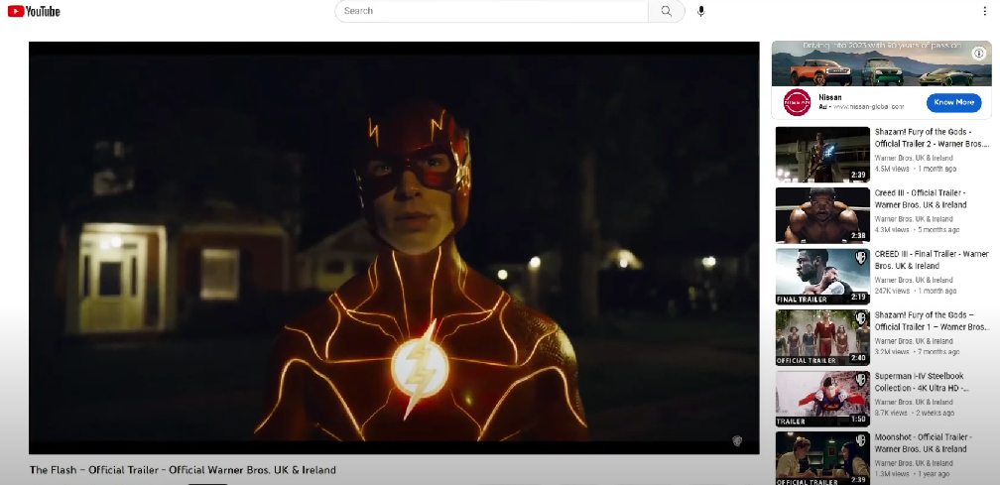 YouTube
Search
The Flash – Official Trailer - Official Warner Bros. UK & Ireland
Driving into 2023 with 90 years of passion
NISSAN
Nissan
Ad • www.nissan-global.com
Know More
2:39
Shazam! Fury of the Gods -
Official Trailer 2 - Warner Bros....
Warner Bros. UK & Ireland
4.5M views • 1 month ago
2:38
Creed III - Official Trailer -
Warner Bros. UK & Ireland
Warner Bros. UK & Ireland
4.3M views • 5 months ago
FINAL TRAILER
2:19
CREED III - Final Trailer - Warner
Bros. UK & Ireland
Warner Bros. UK & Ireland
247K views • 1 month ago
OFFICIAL TRAILER
2:40
Shazam! Fury of the Gods –
Official Trailer 1 – Warner Bros...
Warner Bros. UK & Ireland
3.2M views • 7 months ago
TRAILER
1:50
Superman I-IV Steelbook
Collection - 4K Ultra HD -...
Warner Bros. UK & Ireland
8.7K views • 2 weeks ago
OFFICIAL TRAILER
2:39
Moonshot - Official Trailer -
Warner Bros. UK & Ireland
Warner Bros. UK & Ireland
1.3M views • 1 year ago